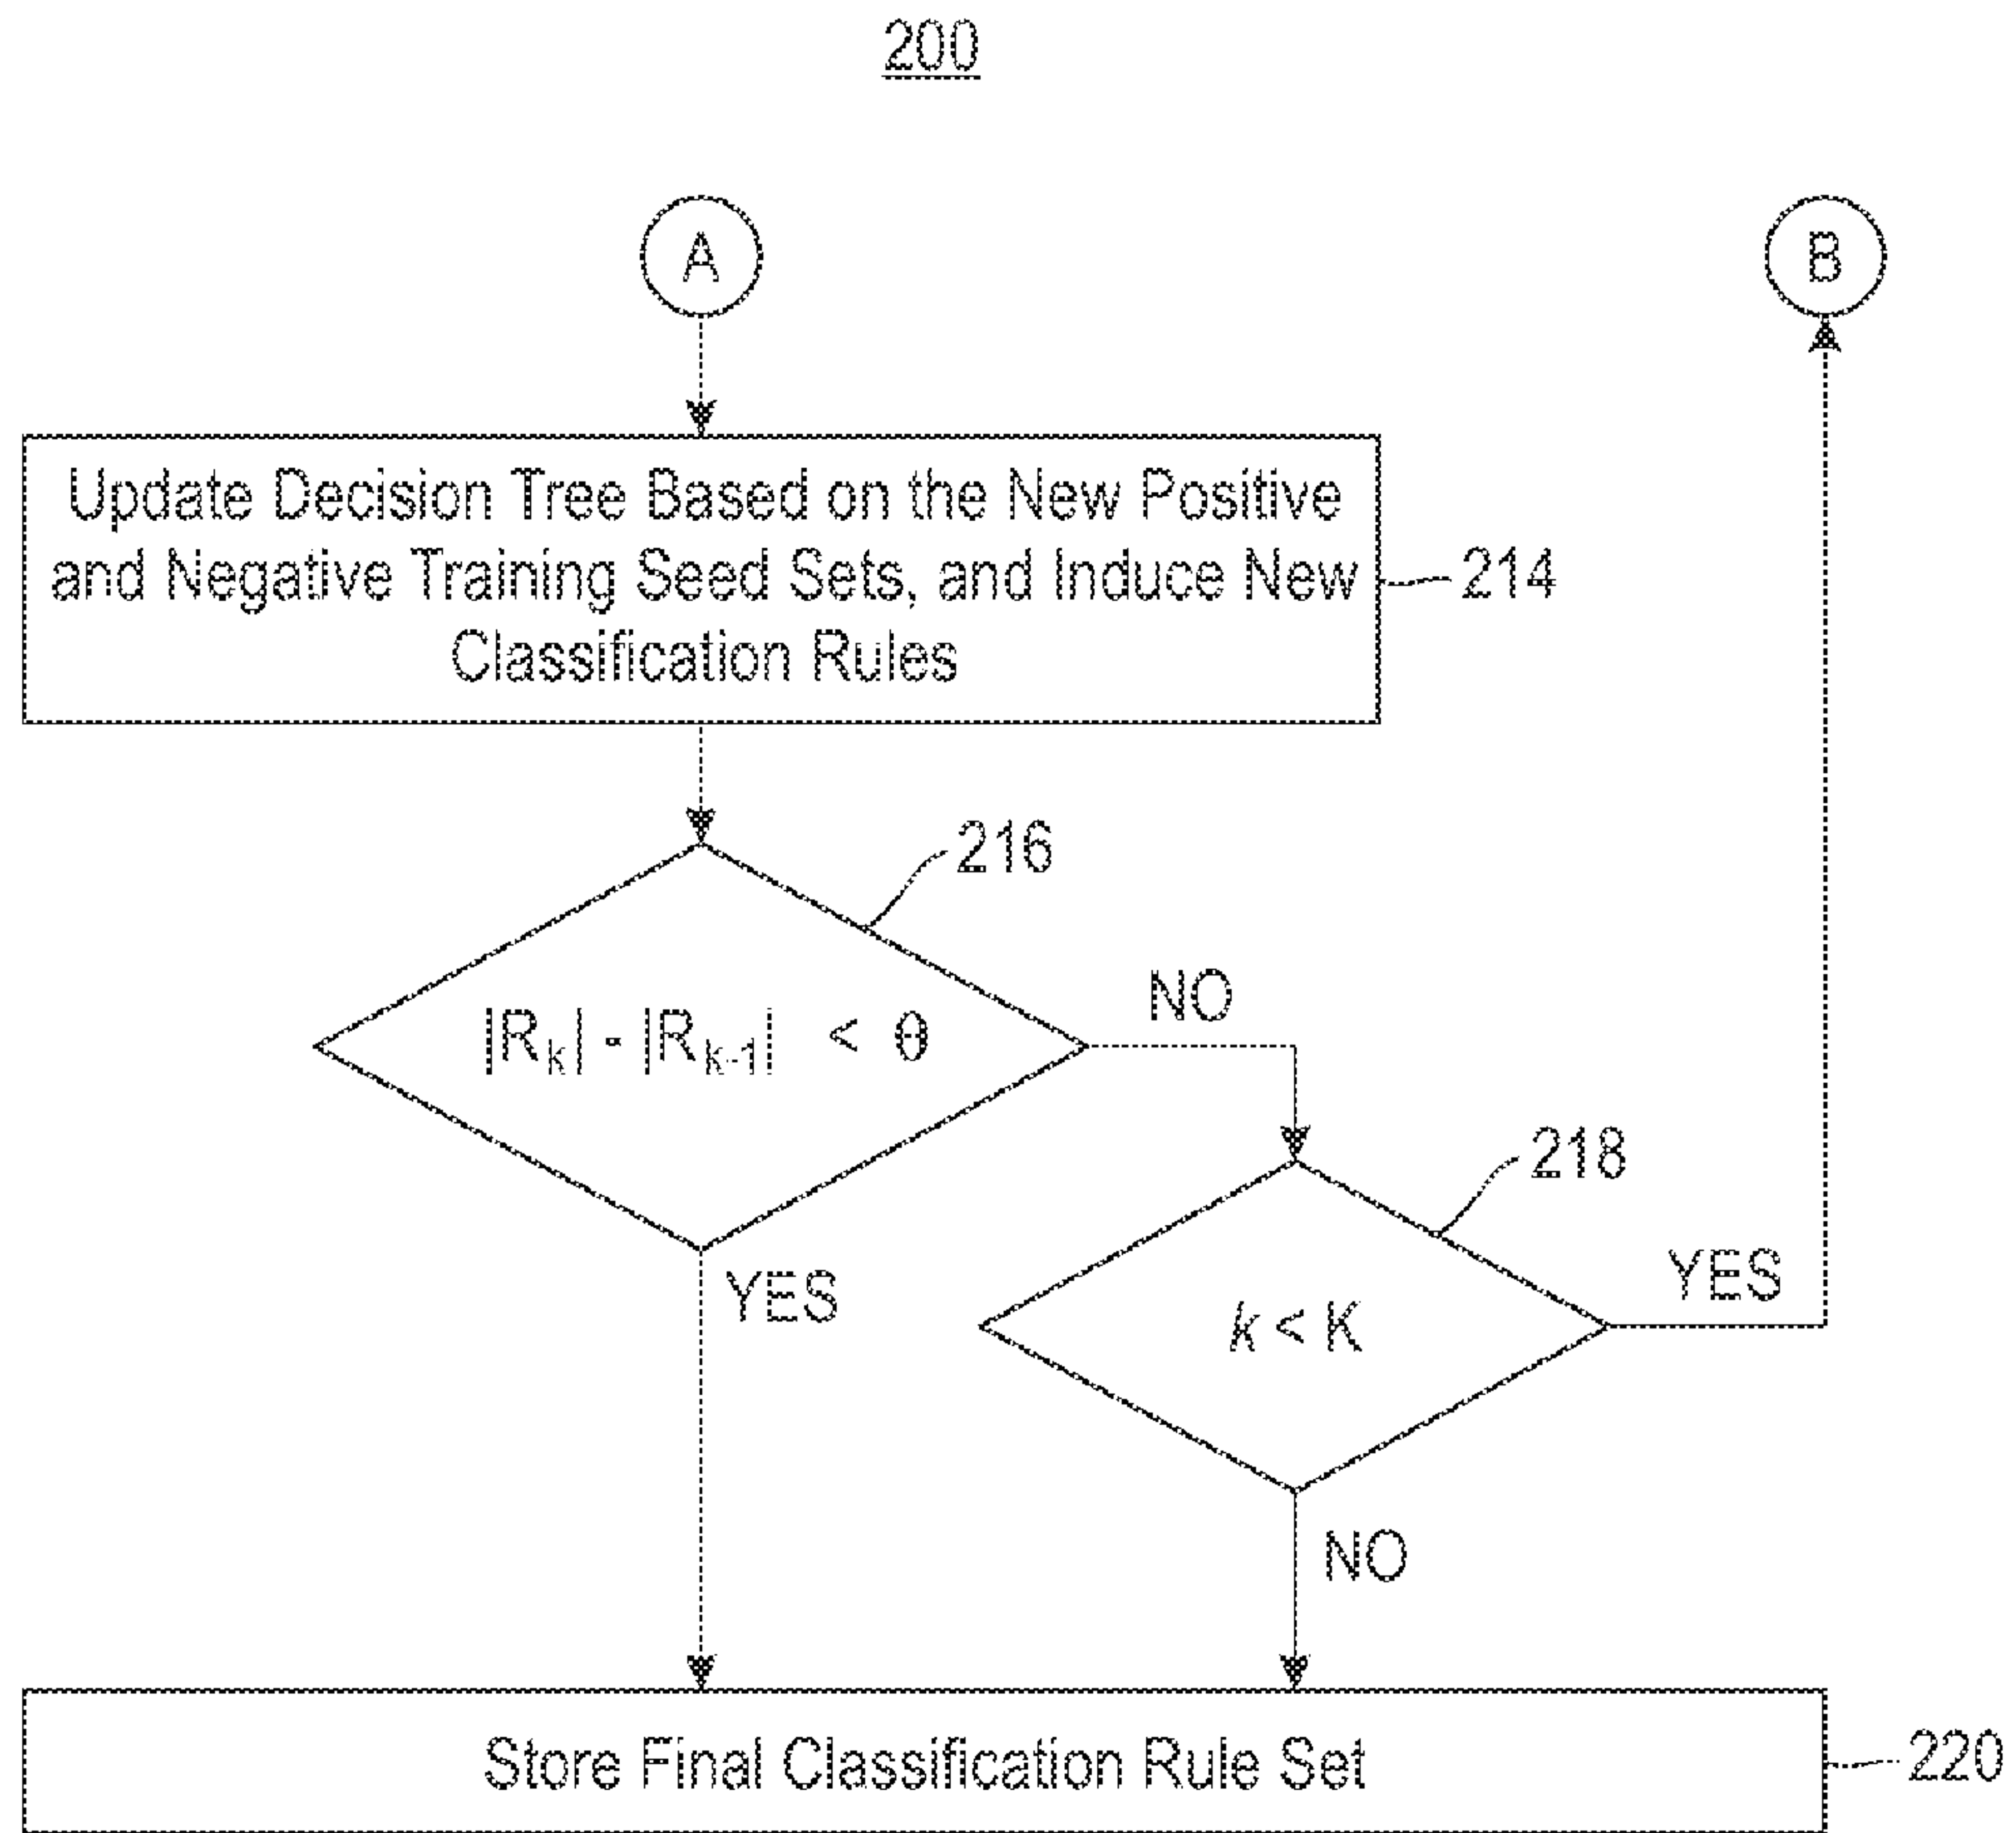 200
A
B
Update Decision Tree Based on the New Positive
and Negative Training Seed Sets, and Induce New
Classification Rules
214
216
|Rk| - |Rk-1| < θ
NO
218
YES
k < K
YES
NO
Store Final Classification Rule Set
220